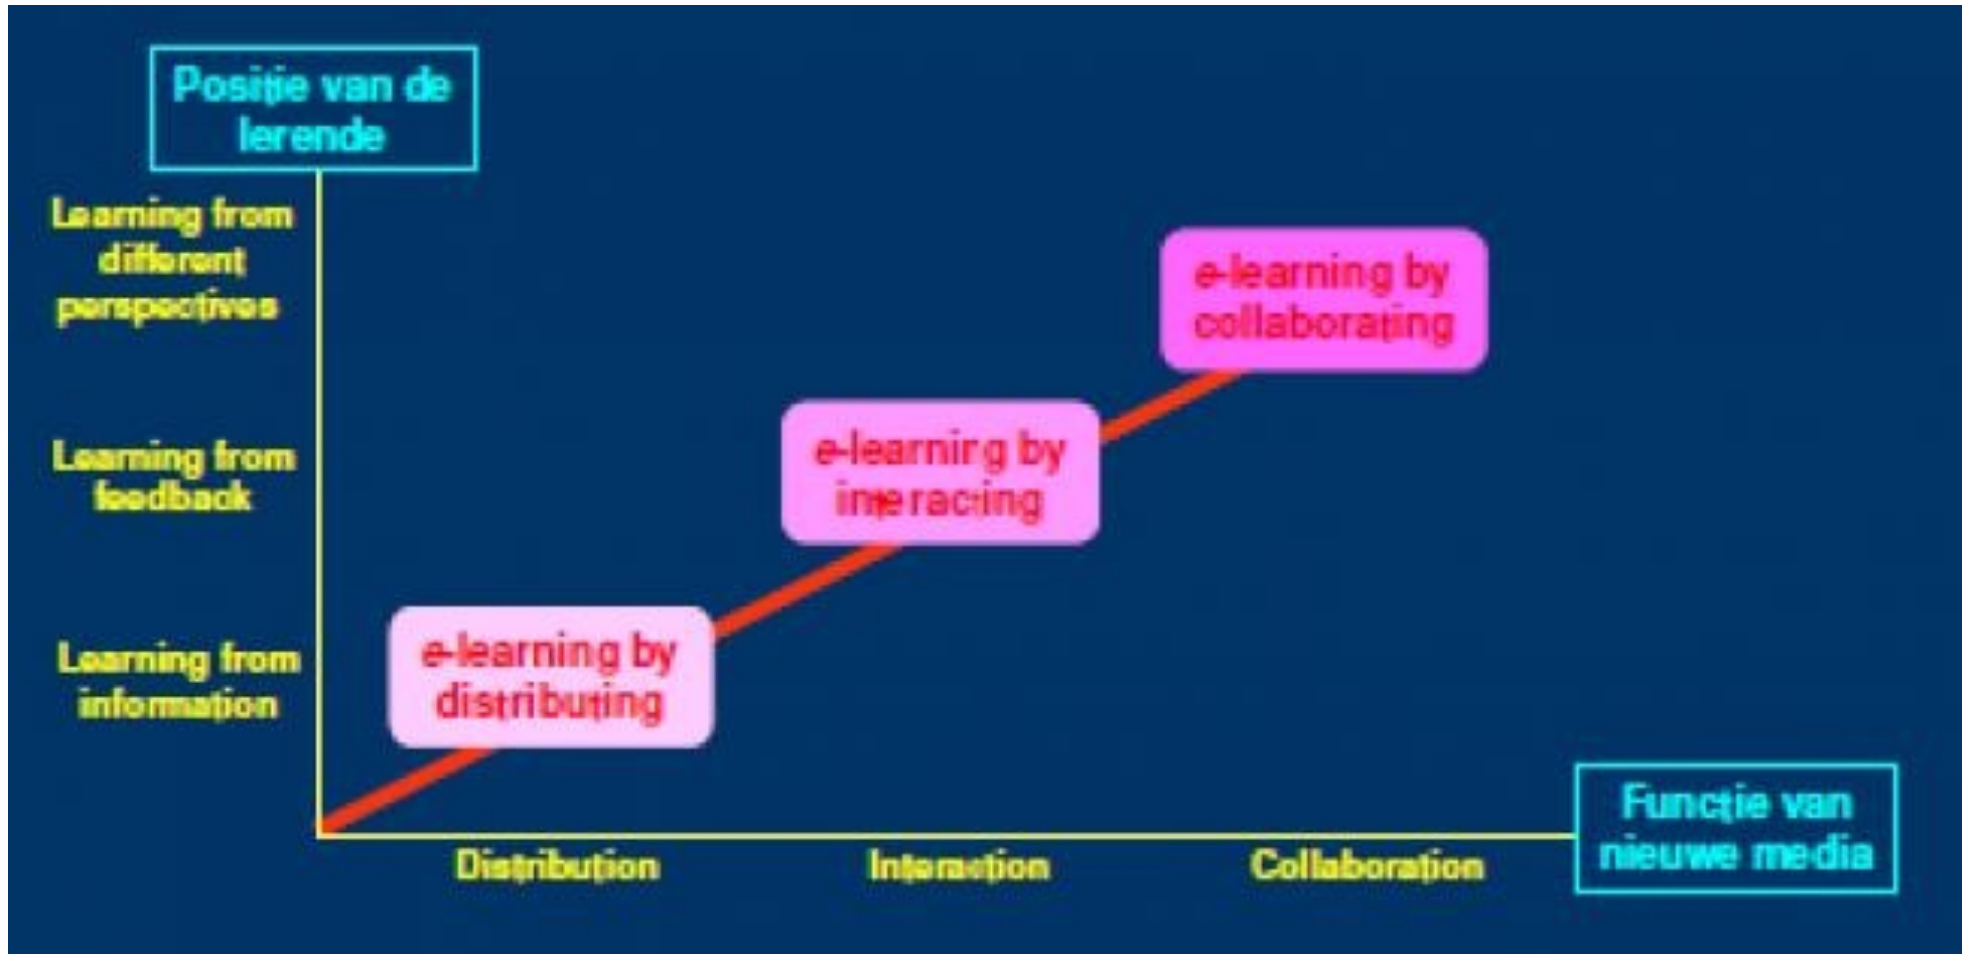 Positie van de
lerende
Learning from
different
perspectives
e-learning by
collaborating
Learning from
feedback
e-learning by
interacting
Learning from
information
e-learning by
distributing
Functie van
nieuwe media
Distribution
Interaction
Collaboration